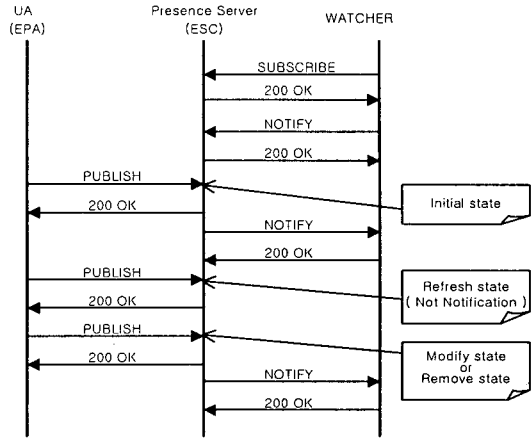 UA
(EPA)
Presence Server
(ESC)
WATCHER
SUBSCRIBE
200 OK
NOTIFY
200 OK
PUBLISH
200 OK
Initial state
NOTIFY
200 OK
PUBLISH
200 OK
Refresh state
( Not Notification )
PUBLISH
200 OK
Modify state
or
Remove state
NOTIFY
200 OK